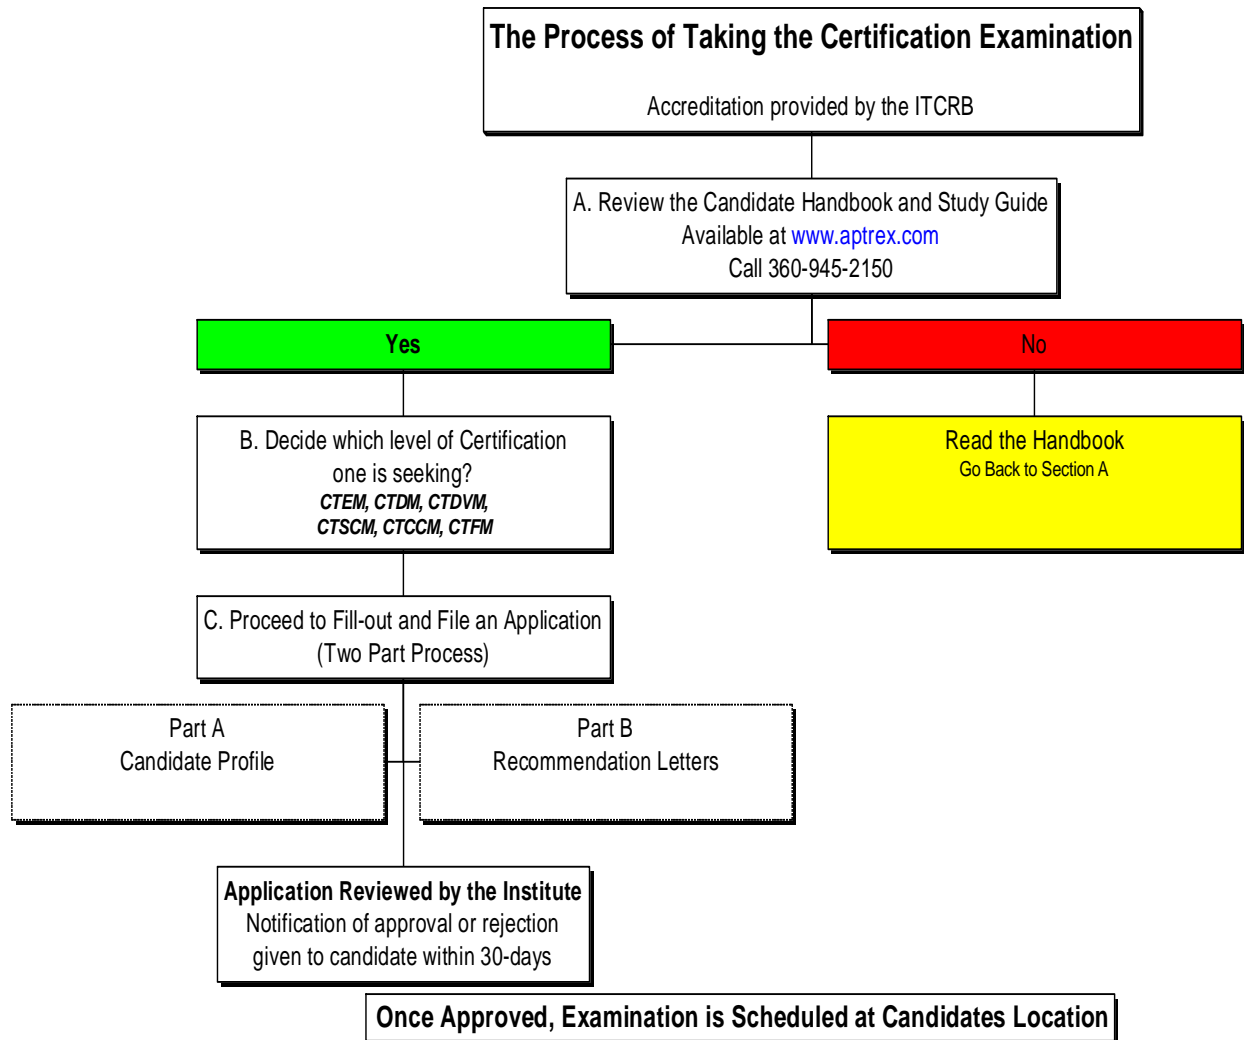 The Process of Taking the Certification Examination
Accreditation provided by the ITCRB
A. Review the Candidate Handbook and Study Guide
Available at www.aptrex.com
Call 360-945-2150
Yes
No
B. Decide which level of Certification
one is seeking?
CTEM, CTDM, CTDVM,
CTSCM, CTCCM, CTFM
Read the Handbook
Go Back to Section A
C. Proceed to Fill-out and File an Application
(Two Part Process)
Part A
Candidate Profile
Part B
Recommendation Letters
Application Reviewed by the Institute
Notification of approval or rejection
given to candidate within 30-days
Once Approved, Examination is Scheduled at Candidates Location